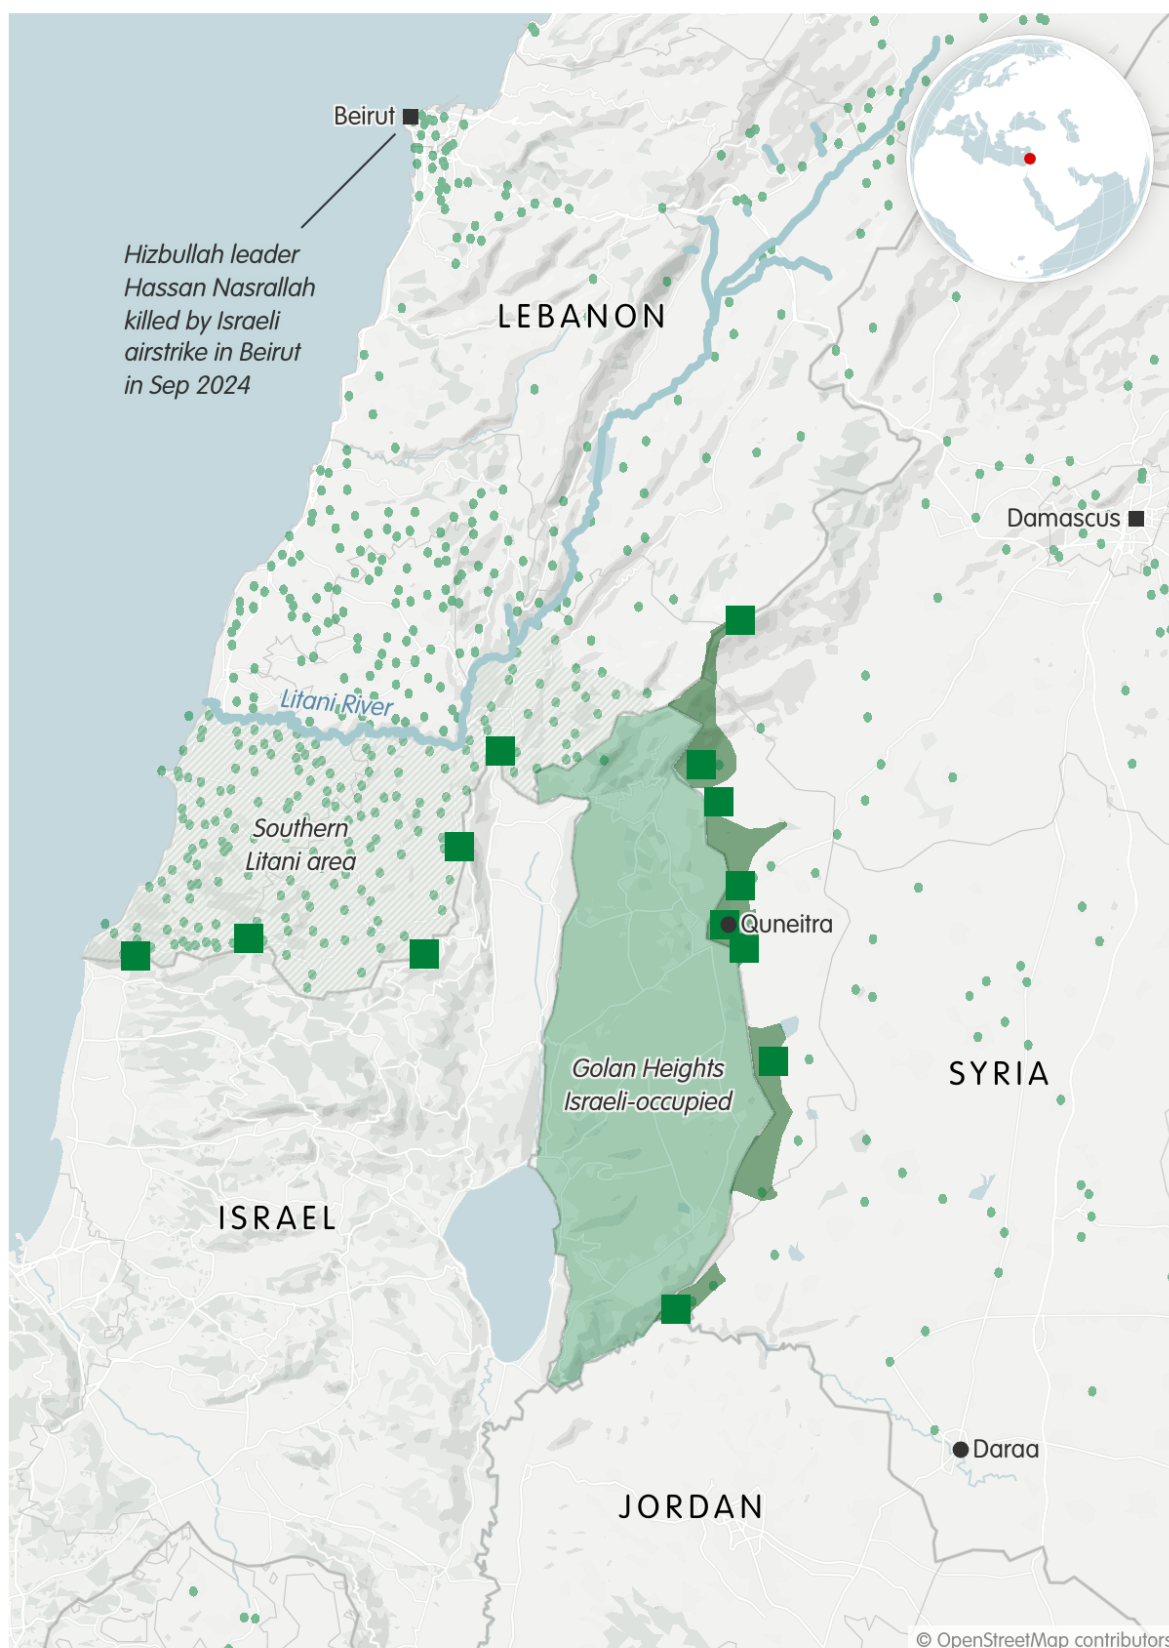 Beirut
Hizbullah leader
Hassan Nasrallah
killed by Israeli
airstrike in Beirut
in Sep 2024
LEBANON
Damascus
Litani River
Southern
Litani area
Quneitra
Golan Heights
Israeli-occupied
SYRIA
ISRAEL
Daraa
JORDAN
© OpenStreetMap contributors